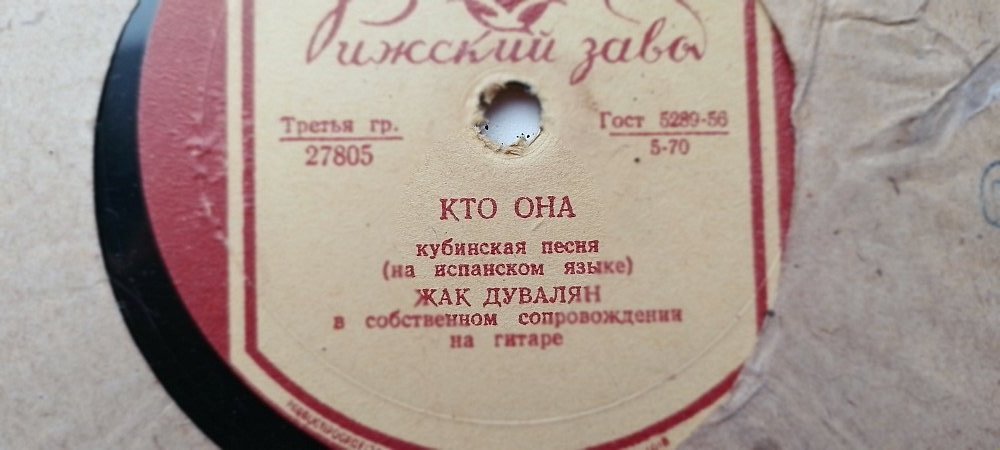 Рижский заво
Третья гр.
27805
Гост 5289-56
5-70
КТО ОНА
кубинская песня
(на испанском языке)
ЖАК ДУВАЛЯН
в собственном сопровождении
на гитаре